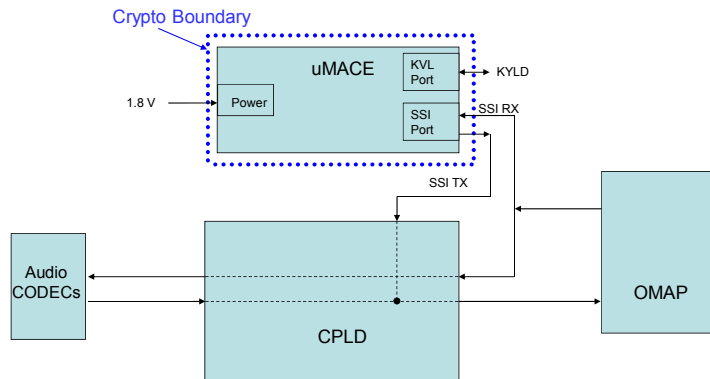 Crypto Boundary
uMACE
KVL
Port
KYLD
1.8 V
Power
SSI
Port
SSI RX
SSI TX
Audio
CODECs
OMAP
CPLD